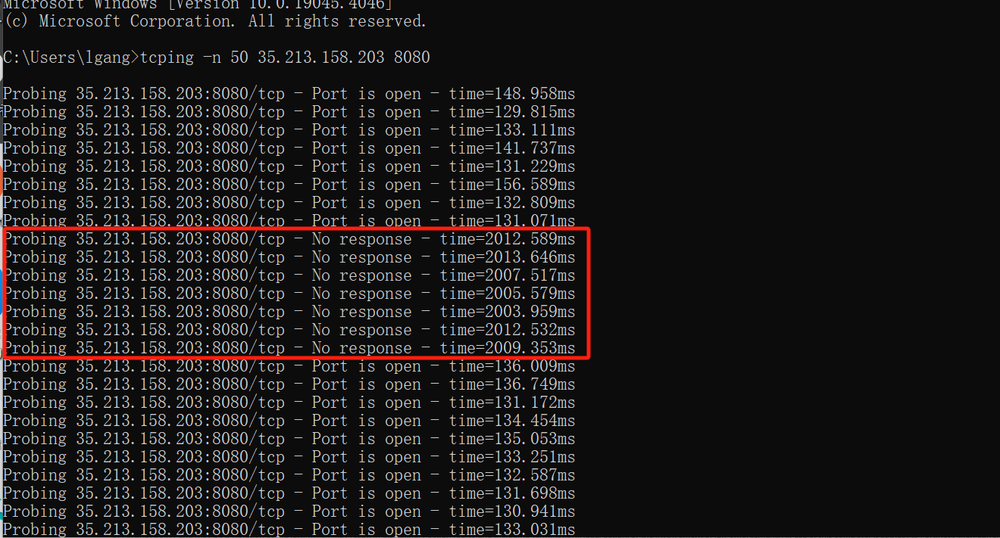 Microsoft Windows [Version 10.0.19045.4046]
(c) Microsoft Corporation. All rights reserved.
C:\Users\lgang>tcping -n 50 35.213.158.203 8080
Probing 35.213.158.203:8080/tcp - Port is open - time=148.958ms
Probing 35.213.158.203:8080/tcp - Port is open - time=129.815ms
Probing 35.213.158.203:8080/tcp - Port is open - time=133.111ms
Probing 35.213.158.203:8080/tcp - Port is open - time=141.737ms
Probing 35.213.158.203:8080/tcp - Port is open - time=131.229ms
Probing 35.213.158.203:8080/tcp - Port is open - time=156.589ms
Probing 35.213.158.203:8080/tcp - Port is open - time=132.809ms
Probing 35.213.158.203:8080/tcp - Port is open - time=131.071ms
Probing 35.213.158.203:8080/tcp - No response - time=2012.589ms
Probing 35.213.158.203:8080/tcp - No response - time=2013.646ms
Probing 35.213.158.203:8080/tcp - No response - time=2007.517ms
Probing 35.213.158.203:8080/tcp - No response - time=2005.579ms
Probing 35.213.158.203:8080/tcp - No response - time=2003.959ms
Probing 35.213.158.203:8080/tcp - No response - time=2012.532ms
Probing 35.213.158.203:8080/tcp - No response - time=2009.353ms
Probing 35.213.158.203:8080/tcp - Port is open - time=136.009ms
Probing 35.213.158.203:8080/tcp - Port is open - time=136.749ms
Probing 35.213.158.203:8080/tcp - Port is open - time=131.172ms
Probing 35.213.158.203:8080/tcp - Port is open - time=134.454ms
Probing 35.213.158.203:8080/tcp - Port is open - time=135.053ms
Probing 35.213.158.203:8080/tcp - Port is open - time=133.251ms
Probing 35.213.158.203:8080/tcp - Port is open - time=132.587ms
Probing 35.213.158.203:8080/tcp - Port is open - time=131.698ms
Probing 35.213.158.203:8080/tcp - Port is open - time=130.941ms
Probing 35.213.158.203:8080/tcp - Port is open - time=133.031ms